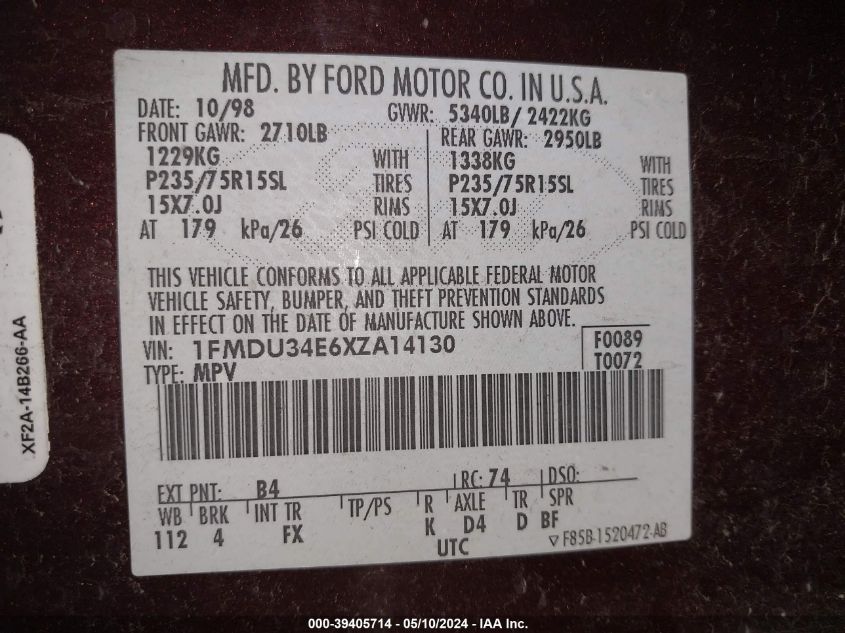 MFD. BY FORD MOTOR CO. IN U.S.A.
DATE: 10/98 GVWR: 5340LB/ 2422KG
FRONT GAWR: 2710LB REAR GAWR: 2950LB
1229KG WITH 1338KG WITH
P235/75R15SL TIRES P235/75R15SL TIRES
15X7.0J RIMS 15X7.0J RIMS
AT 179 kPa/26 PSI COLD AT 179 kPa/26 PSI COLD
THIS VEHICLE CONFORMS TO ALL APPLICABLE FEDERAL MOTOR
VEHICLE SAFETY, BUMPER, AND THEFT PREVENTION STANDARDS
IN EFFECT ON THE DATE OF MANUFACTURE SHOWN ABOVE.
VIN: 1FMDU34E6XZA14130 F0089
TYPE: MPV T0072
EXT PNT: B4 RC: 74 DSO:
WB BRK INT TR TP/PS R AXLE TR SPR
112 4 FX K D4 D BF
UTC ▽ F85B-1520472-AB
XF2A-14B266-AA
000-39405714 - 05/10/2024 - IAA Inc.